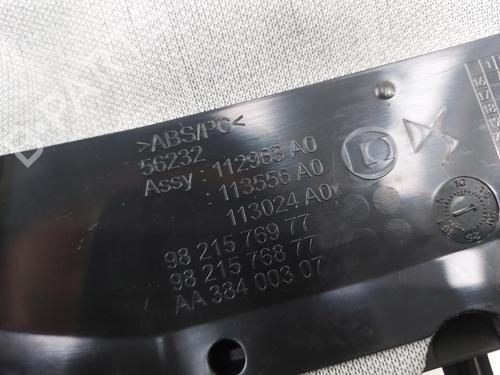 >ABS/PC<
56232
Assy : 112963 A0
113556 A0
113024 A0
98 215 769 77
98 215 768 77
AA 384 003 07
10